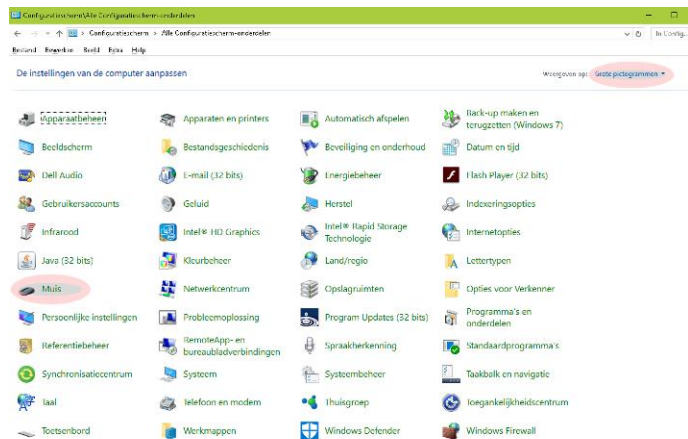 Configuratiescherm\Alle Configuratiescherm-onderdelen
Configuratiescherm > Alle Configuratiescherm-onderdelen
In Config...
Bestand Bewerken Beeld Extra Help
De instellingen van de computer aanpassen
Weergeven op: Grote pictogrammen
Apparaatbeheer
Apparaten en printers
Automatisch afspelen
Back-up maken en
terugzetten (Windows 7)
Beeldscherm
Bestandsgeschiedenis
Beveiliging en onderhoud
Datum en tijd
Dell Audio
E-mail (32 bits)
Energiebeheer
Flash Player (32 bits)
Gebruikersaccounts
Geluid
Herstel
Indexeringsopties
Infrarood
Intel® HD Graphics
Intel® Rapid Storage
Technologie
Internetopties
Java (32 bits)
Kleurbeheer
Land/regio
Lettertypen
Muis
Netwerkcentrum
Opslagruimten
Opties voor Verkenner
Persoonlijke instellingen
Probleemoplossing
Program Updates (32 bits)
Programma's en
onderdelen
Referentiebeheer
RemoteApp- en
bureaubladverbindingen
Spraakherkenning
Standaardprogramma's
Synchronisatiecentrum
Systeem
Systeembeheer
Taakbalk en navigatie
Taal
Telefoon en modem
Thuisgroep
Toegankelijkheidscentrum
Toetsenbord
Werkmappen
Windows Defender
Windows Firewall